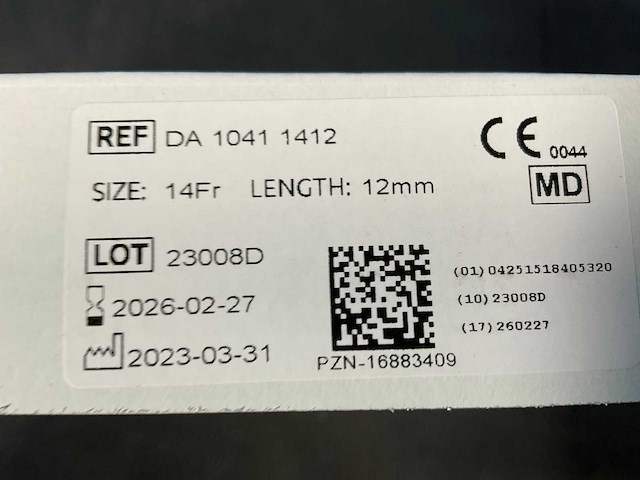 REF DA 1041 1412
CE 0044
SIZE: 14Fr LENGTH: 12mm
MD
LOT 23008D
2026-02-27
2023-03-31
(01)04251518405320
(10)23008D
(17)260227
PZN-16883409